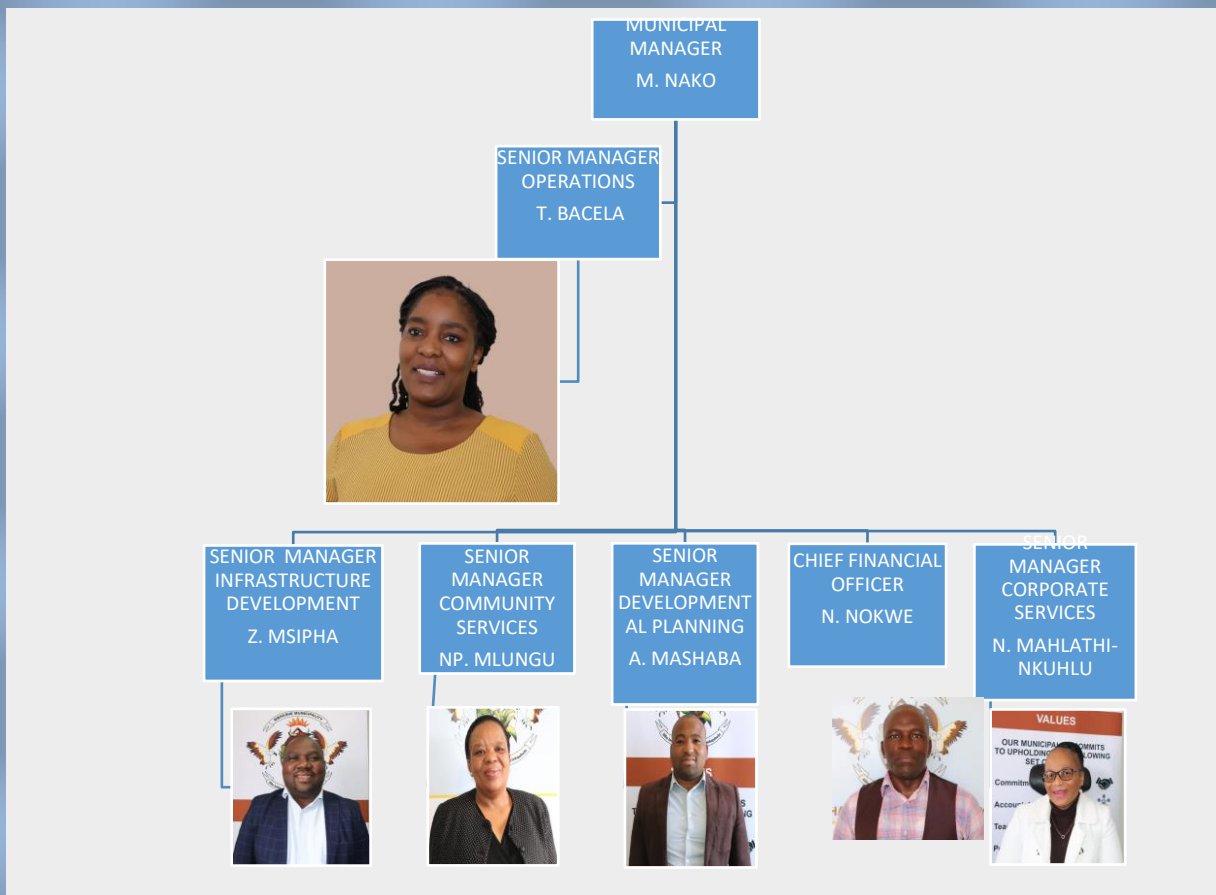 MUNICIPAL
MANAGER
M. NAKO
SENIOR MANAGER
OPERATIONS
T. BACELA
SENIOR MANAGER
INFRASTRUCTURE
DEVELOPMENT
Z. MSIPHA
SENIOR
MANAGER
COMMUNITY
SERVICES
NP. MLUNGU
SENIOR
MANAGER
DEVELOPMENT
AL PLANNING
A. MASHABA
CHIEF FINANCIAL
OFFICER
N. NOKWE
SENIOR
MANAGER
CORPORATE
SERVICES
N. MAHLATHI-
NKUHLU
VALUES
OUR MUNICIPAL
TO UPHOLDING
SET